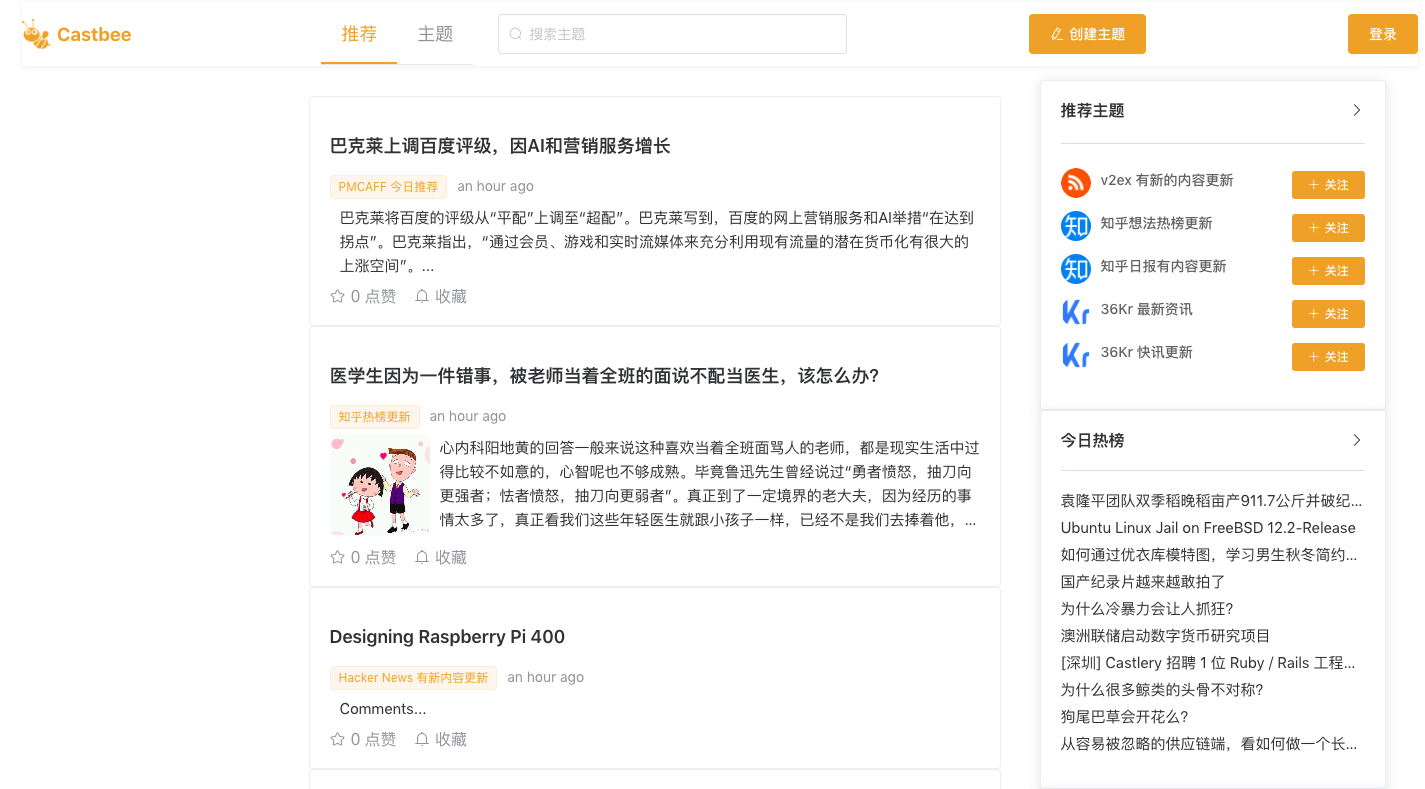 Castbee
推荐
主题
搜索主题
创建主题
登录
巴克莱上调百度评级，因AI和营销服务增长
PMCAFF 今日推荐 an hour ago
巴克莱将百度的评级从“平配”上调至“超配”。巴克莱写到，百度的网上营销服务和AI举措“在达到
拐点”。巴克莱指出，“通过会员、游戏和实时流媒体来充分利用现有流量的潜在货币化有很大的
上涨空间”。...
0 点赞 收藏
医学生因为一件错事，被老师当着全班的面说不配当医生，该怎么办？
知乎热榜更新 an hour ago
心内科阳地黄的回答一般来说这种喜欢当着全班面骂人的老师，都是现实生活中过
得比较不如意的，心智呢也不够成熟。毕竟鲁迅先生曾经说过“勇者愤怒，抽刀向
更强者；怯者愤怒，抽刀向更弱者”。真正到了一定境界的老大夫，因为经历的事
情太多了，真正看我们这些年轻医生就跟小孩子一样，已经不是我们去捧着他，...
0 点赞 收藏
Designing Raspberry Pi 400
Hacker News 有新内容更新 an hour ago
Comments...
0 点赞 收藏
推荐主题
v2ex 有新的内容更新
关注
知 知乎想法热榜更新
关注
知 知乎日报有内容更新
关注
Kr 36Kr 最新资讯
关注
Kr 36Kr 快讯更新
关注
今日热榜
袁隆平团队双季稻晚稻亩产911.7公斤并破纪...
Ubuntu Linux Jail on FreeBSD 12.2-Release
如何通过优衣库模特图，学习男生秋冬简约...
国产纪录片越来越敢拍了
为什么冷暴力会让人抓狂?
澳洲联储启动数字货币研究项目
[深圳] Castlery 招聘 1 位 Ruby / Rails 工程...
为什么很多鲸类的头骨不对称?
狗尾巴草会开花么?
从容易被忽略的供应链端，看如何做一个长...